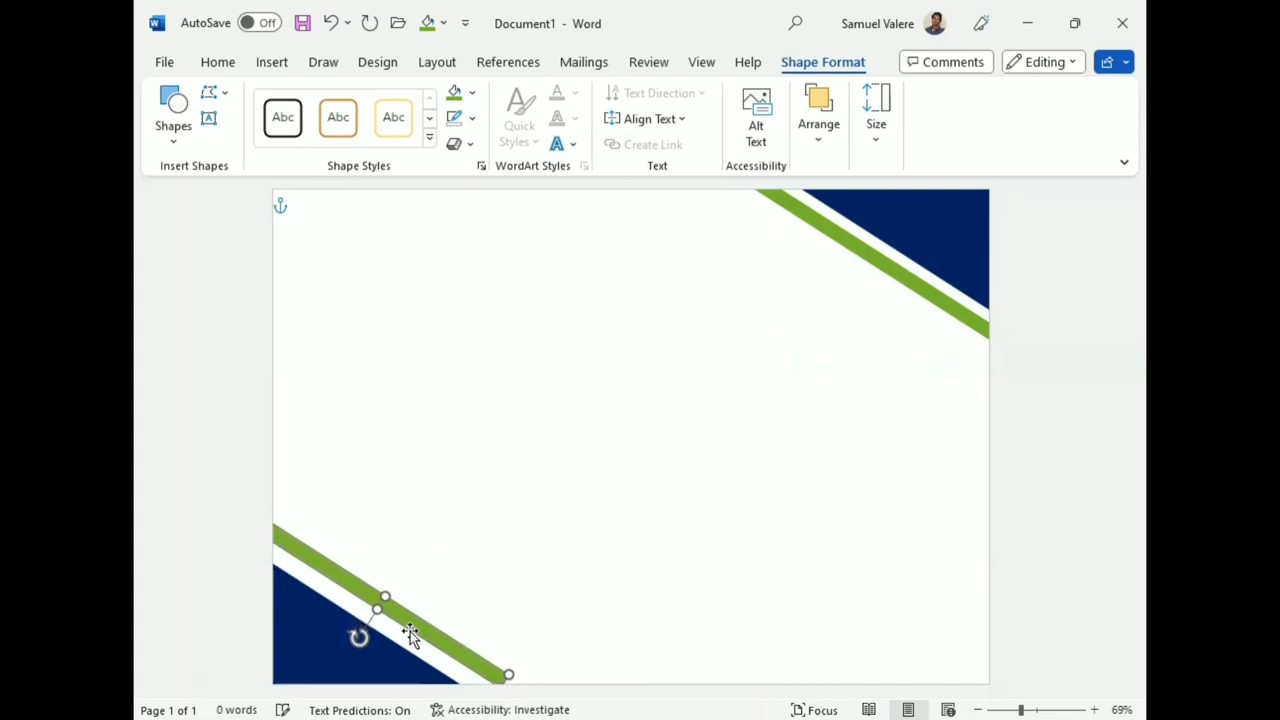 AutoSave Off Document1 - Word Samuel Valere
File Home Insert Draw Design Layout References Mailings Review View Help Shape Format Comments Editing
Shapes
Abc Abc Abc
Quick
Styles
Text Direction
Align Text
Create Link
Alt
Text
Arrange
Size
Insert Shapes Shape Styles WordArt Styles Text Accessibility
Page 1 of 1 0 words Text Predictions: On Accessibility: Investigate Focus 69%